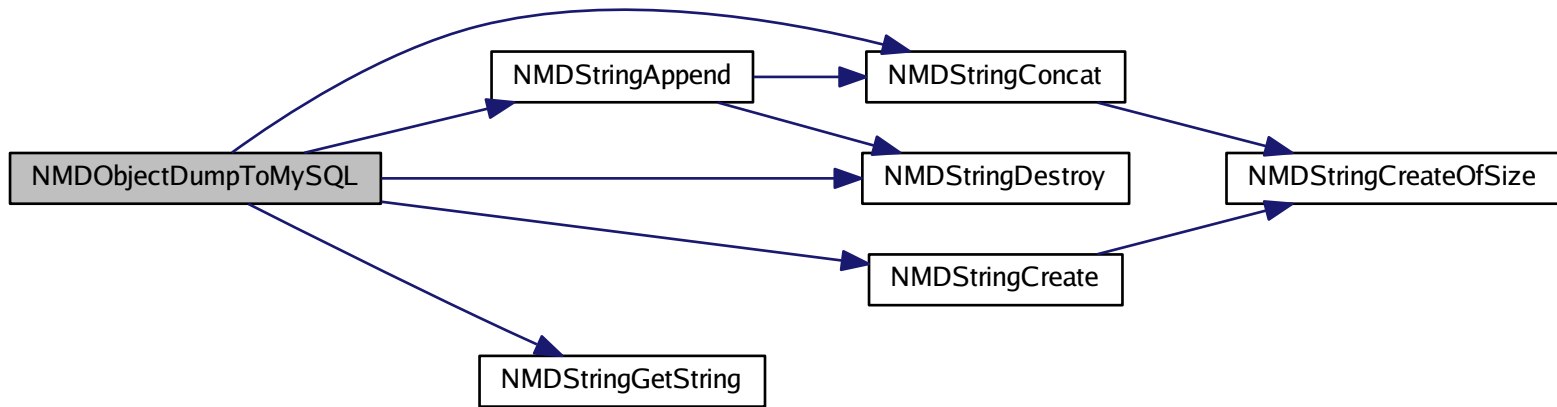 NMDStringAppend
NMDStringConcat
NMDObjectDumpToMySQL
NMDStringDestroy
NMDStringCreateOfSize
NMDStringCreate
NMDStringGetString